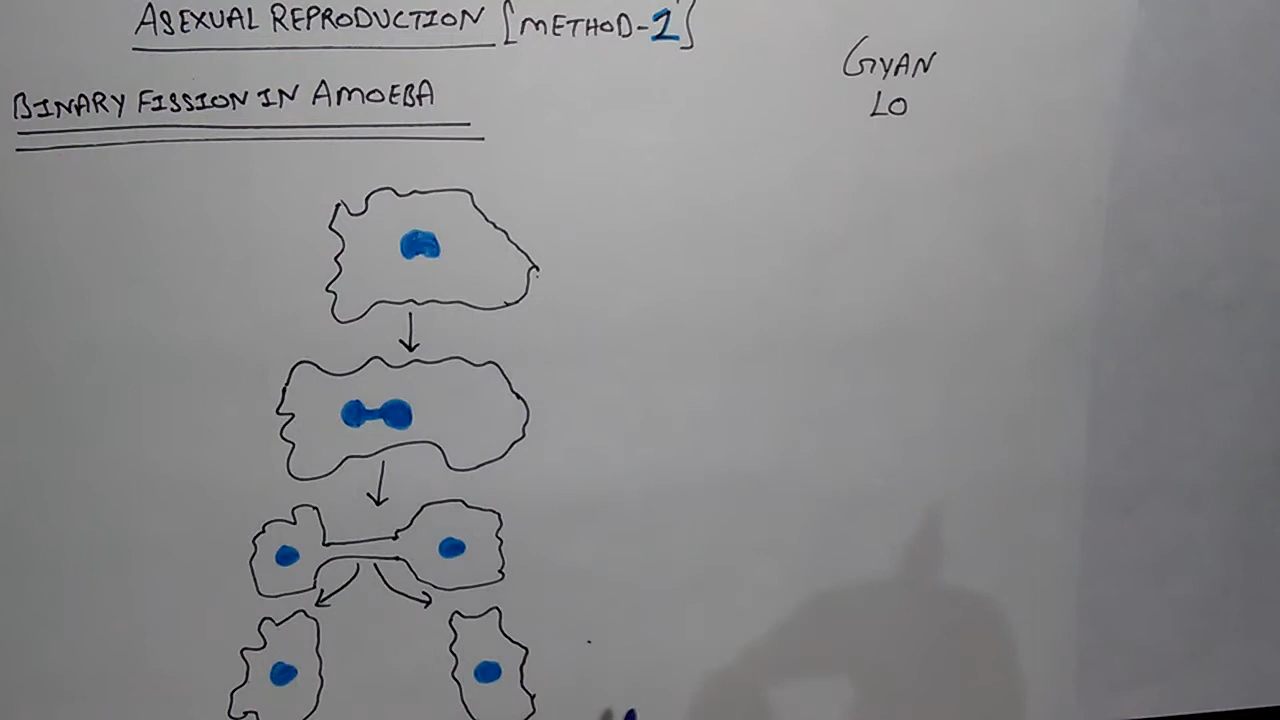 ASEXUAL REPRODUCTION [METHOD-1]
BINARY FISSION IN AMOEBA
GYAN
LO